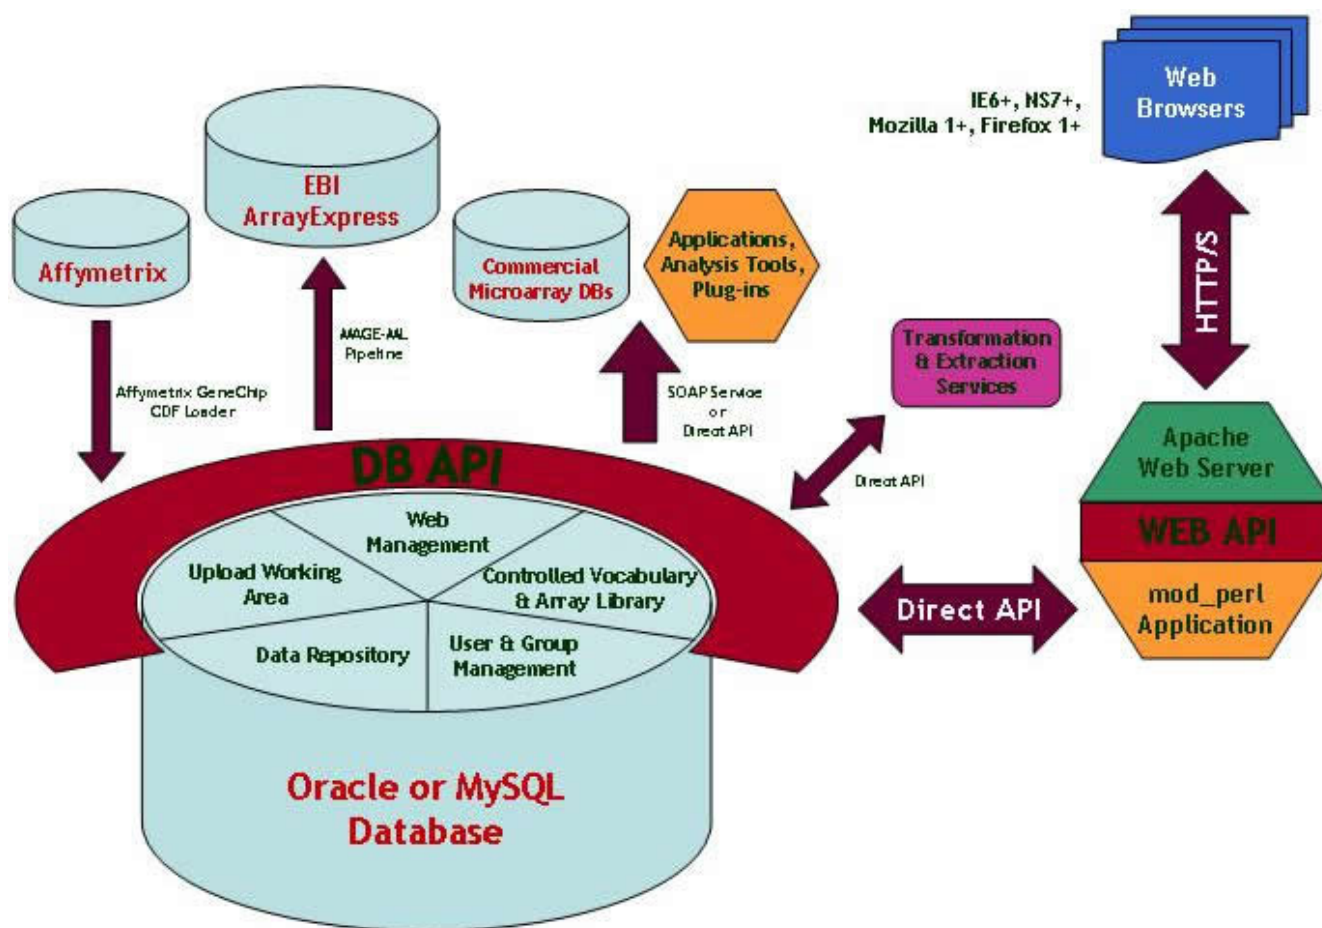 Web
Browsers
IE6+, NS7+,
Mozilla 1+, Firefox 1+
HTTP/S
EBI
ArrayExpress
Affymetrix
Commercial
Microarray DBs
Applications,
Analysis Tools,
Plug-ins
MAGE-ML
Pipeline
Affymetrix GeneChip
CDF Loader
SOAP Service
or
Direct API
Transformation
& Extraction
Services
Direct API
Apache
Web Server
WEB API
mod_perl
Application
Direct API
DB API
Web
Management
Upload Working
Area
Controlled Vocabulary
& Array Library
Data Repository
User & Group
Management
Oracle or MySQL
Database